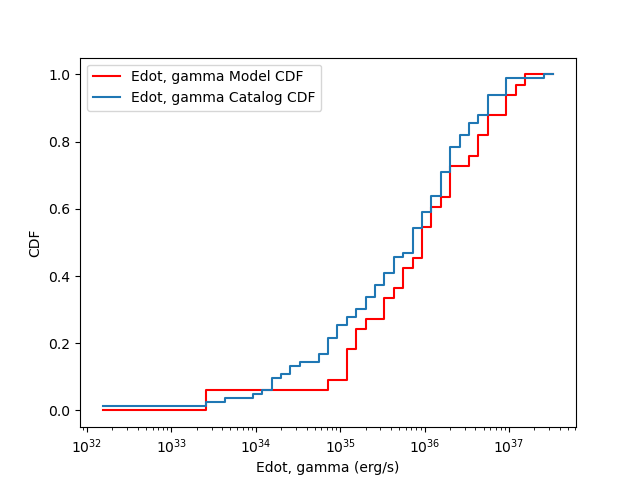 Edot, gamma Model CDF
Edot, gamma Catalog CDF
CDF
1.0
0.8
0.6
0.4
0.2
0.0
10^32 10^33 10^34 10^35 10^36 10^37
Edot, gamma (erg/s)